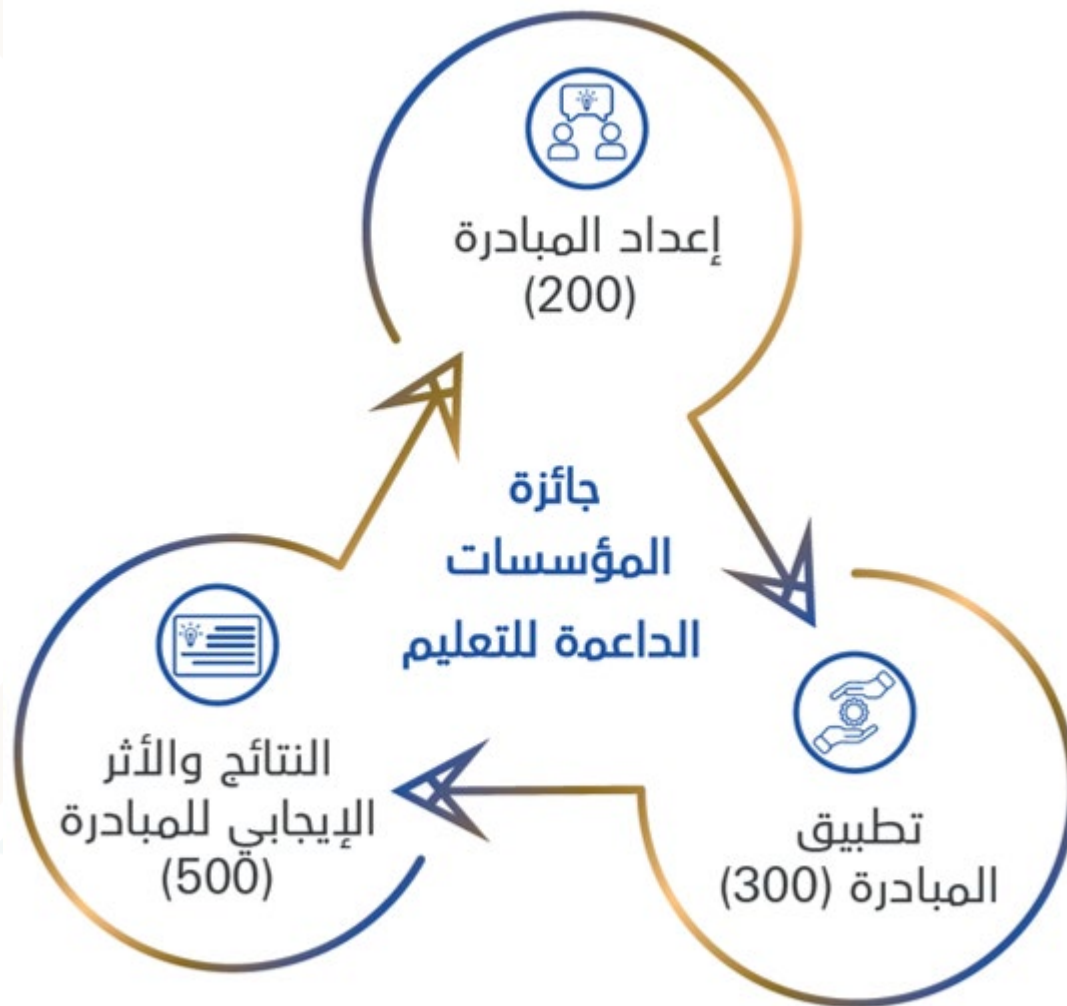 إعداد المبادرة
(200)
جائزة
المؤسسات
الداعمة للتعليم
تطبيق
المبادرة (300)
النتائج والأثر
الإيجابي للمبادرة
(500)